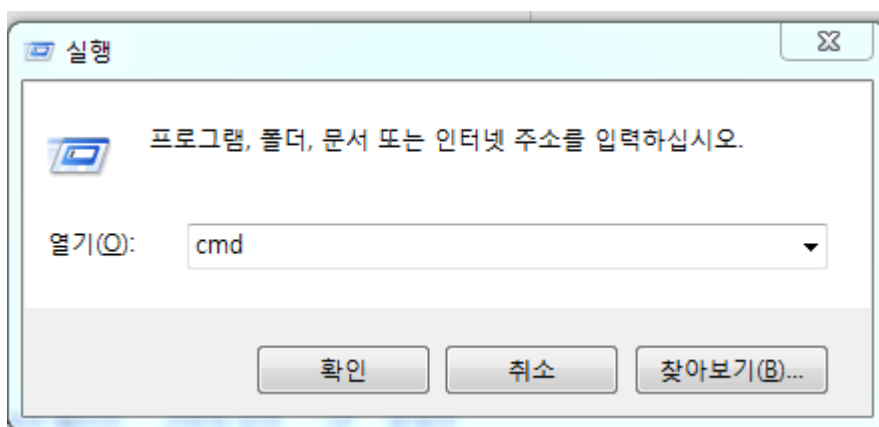 실행
프로그램, 폴더, 문서 또는 인터넷 주소를 입력하십시오.
열기(O): cmd
확인 취소 찾아보기(B)...